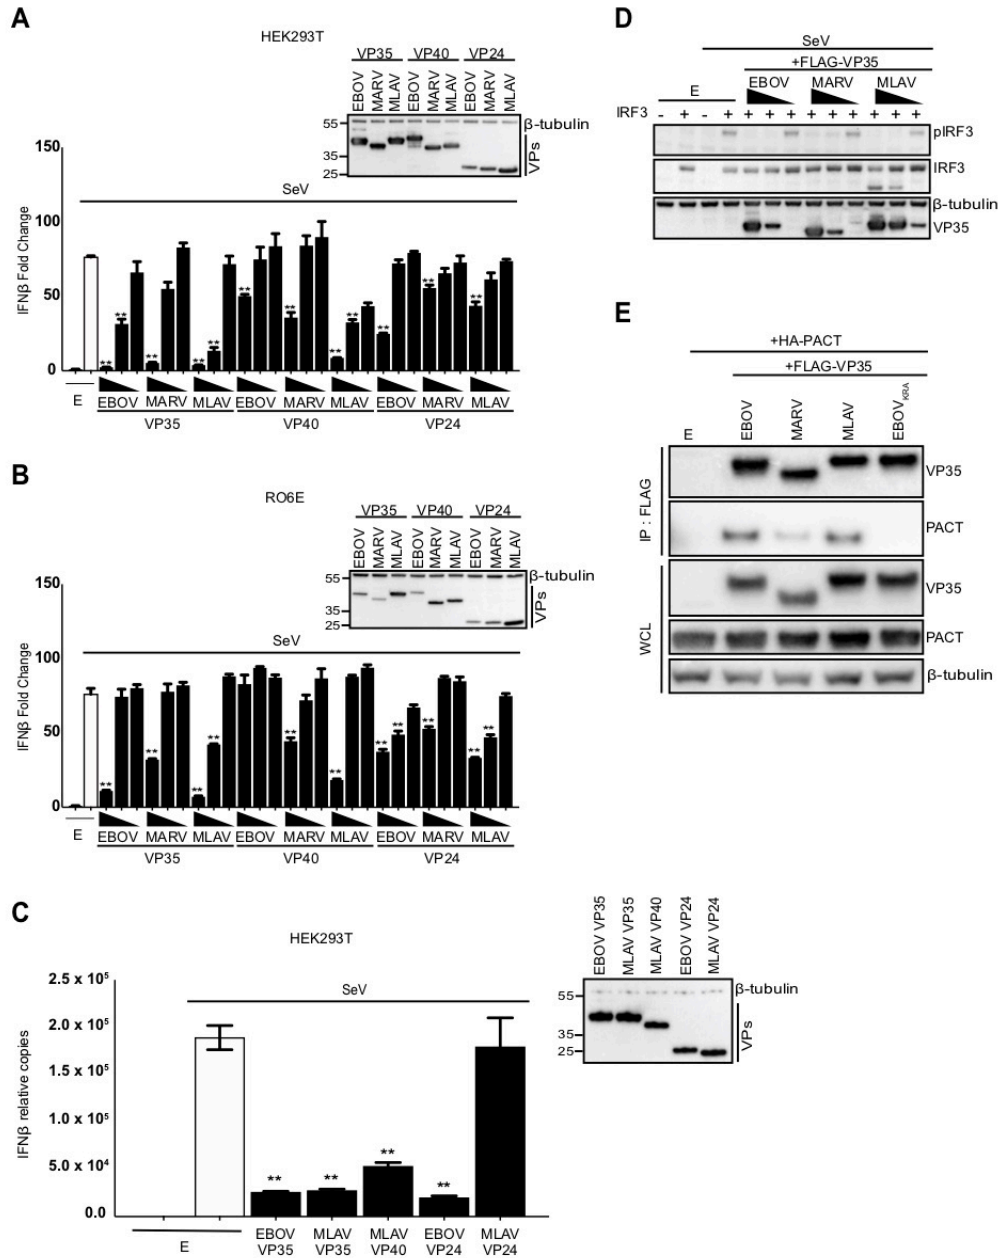 A
HEK293T
VP35 VP40 VP24
EBOV MARV MLAV EBOV MARV MLAV EBOV MARV MLAV
55 β-tubulin
35
25
VPs
SeV
150
100
50
0
IFNβ Fold Change
** ** ** ** ** ** ** ** ** ** ** **
E EBOV MARV MLAV EBOV MARV MLAV EBOV MARV MLAV
VP35 VP40 VP24
B
RO6E
VP35 VP40 VP24
EBOV MARV MLAV EBOV MARV MLAV EBOV MARV MLAV
55 β-tubulin
35
25
VPs
SeV
150
100
50
0
IFNβ Fold Change
** ** ** ** ** ** ** ** ** ** **
E EBOV MARV MLAV EBOV MARV MLAV EBOV MARV MLAV
VP35 VP40 VP24
C
HEK293T
SeV
2.5 x 10⁵
2.0 x 10⁵
1.5 x 10⁵
1.0 x 10⁵
5.0 x 10⁴
0.0
IFNβ relative copies
** ** ** **
E EBOV VP35 MLAV VP35 MLAV VP40 EBOV VP24 MLAV VP24
EBOV VP35 MLAV VP35 MLAV VP40 EBOV VP24 MLAV VP24
55 β-tubulin
35
25
VPs
D
SeV
+FLAG-VP35
E EBOV MARV MLAV
IRF3 - + - + + + + + + + + + +
pIRF3
IRF3
β-tubulin
VP35
E
+HA-PACT
+FLAG-VP35
E EBOV MARV MLAV EBOVKRA
IP : FLAG
VP35
PACT
WCL
VP35
PACT
β-tubulin